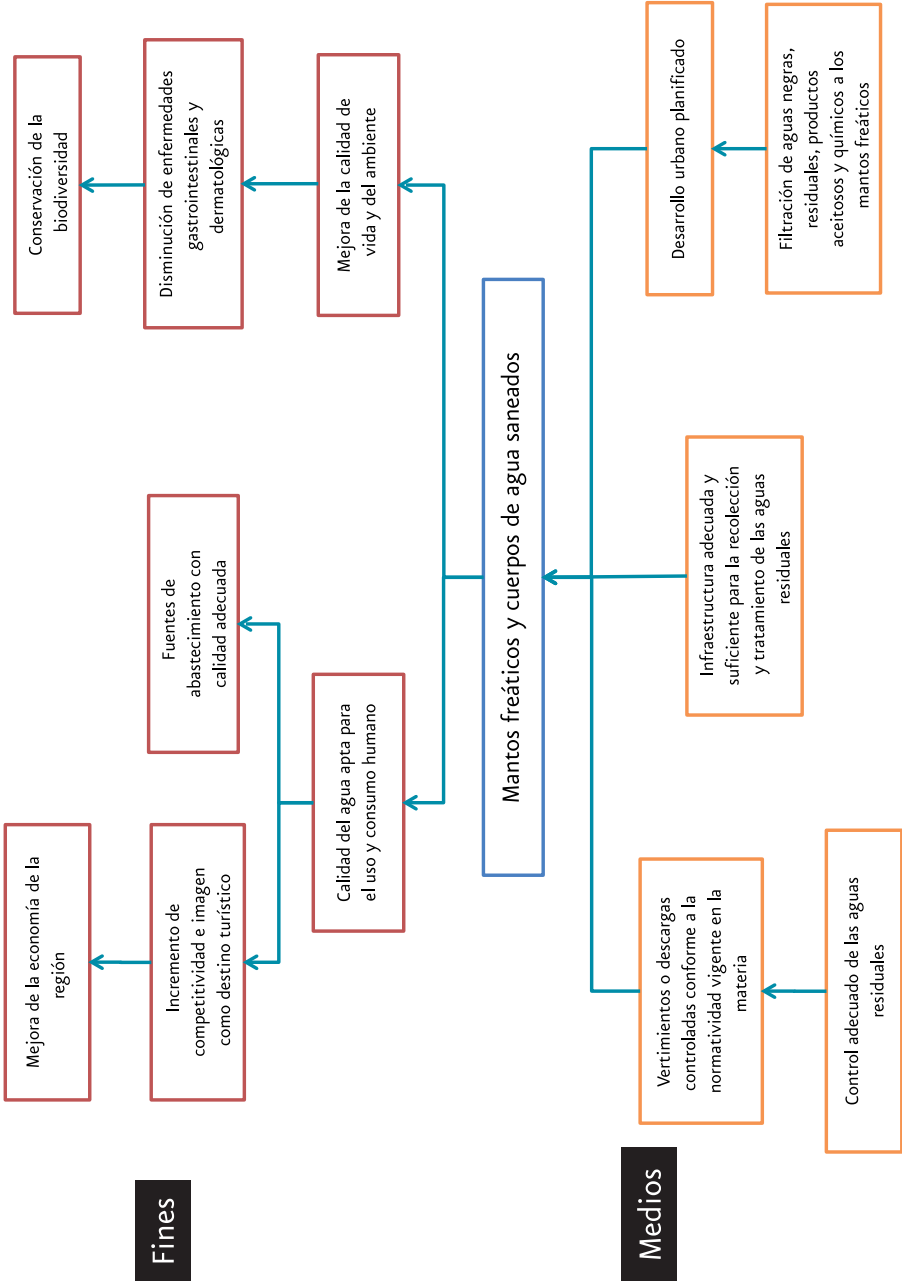 Fines
Mejora de la economía de la
región
Conservación de la
biodiversidad
Incremento de
competitividad e imagen
como destino turístico
Fuentes de
abastecimiento con
calidad adecuada
Disminución de enfermedades
gastrointestinales y
dermatológicas
Calidad del agua apta para
el uso y consumo humano
Mejora de la calidad de
vida y del ambiente
Mantos freáticos y cuerpos de agua saneados
Medios
Vertimientos o descargas
controladas conforme a la
normatividad vigente en la
materia
Infraestructura adecuada y
suficiente para la recolección
y tratamiento de las aguas
residuales
Desarrollo urbano planificado
Control adecuado de las aguas
residuales
Filtración de aguas negras,
residuales, productos
aceitosos y químicos a los
mantos freáticos